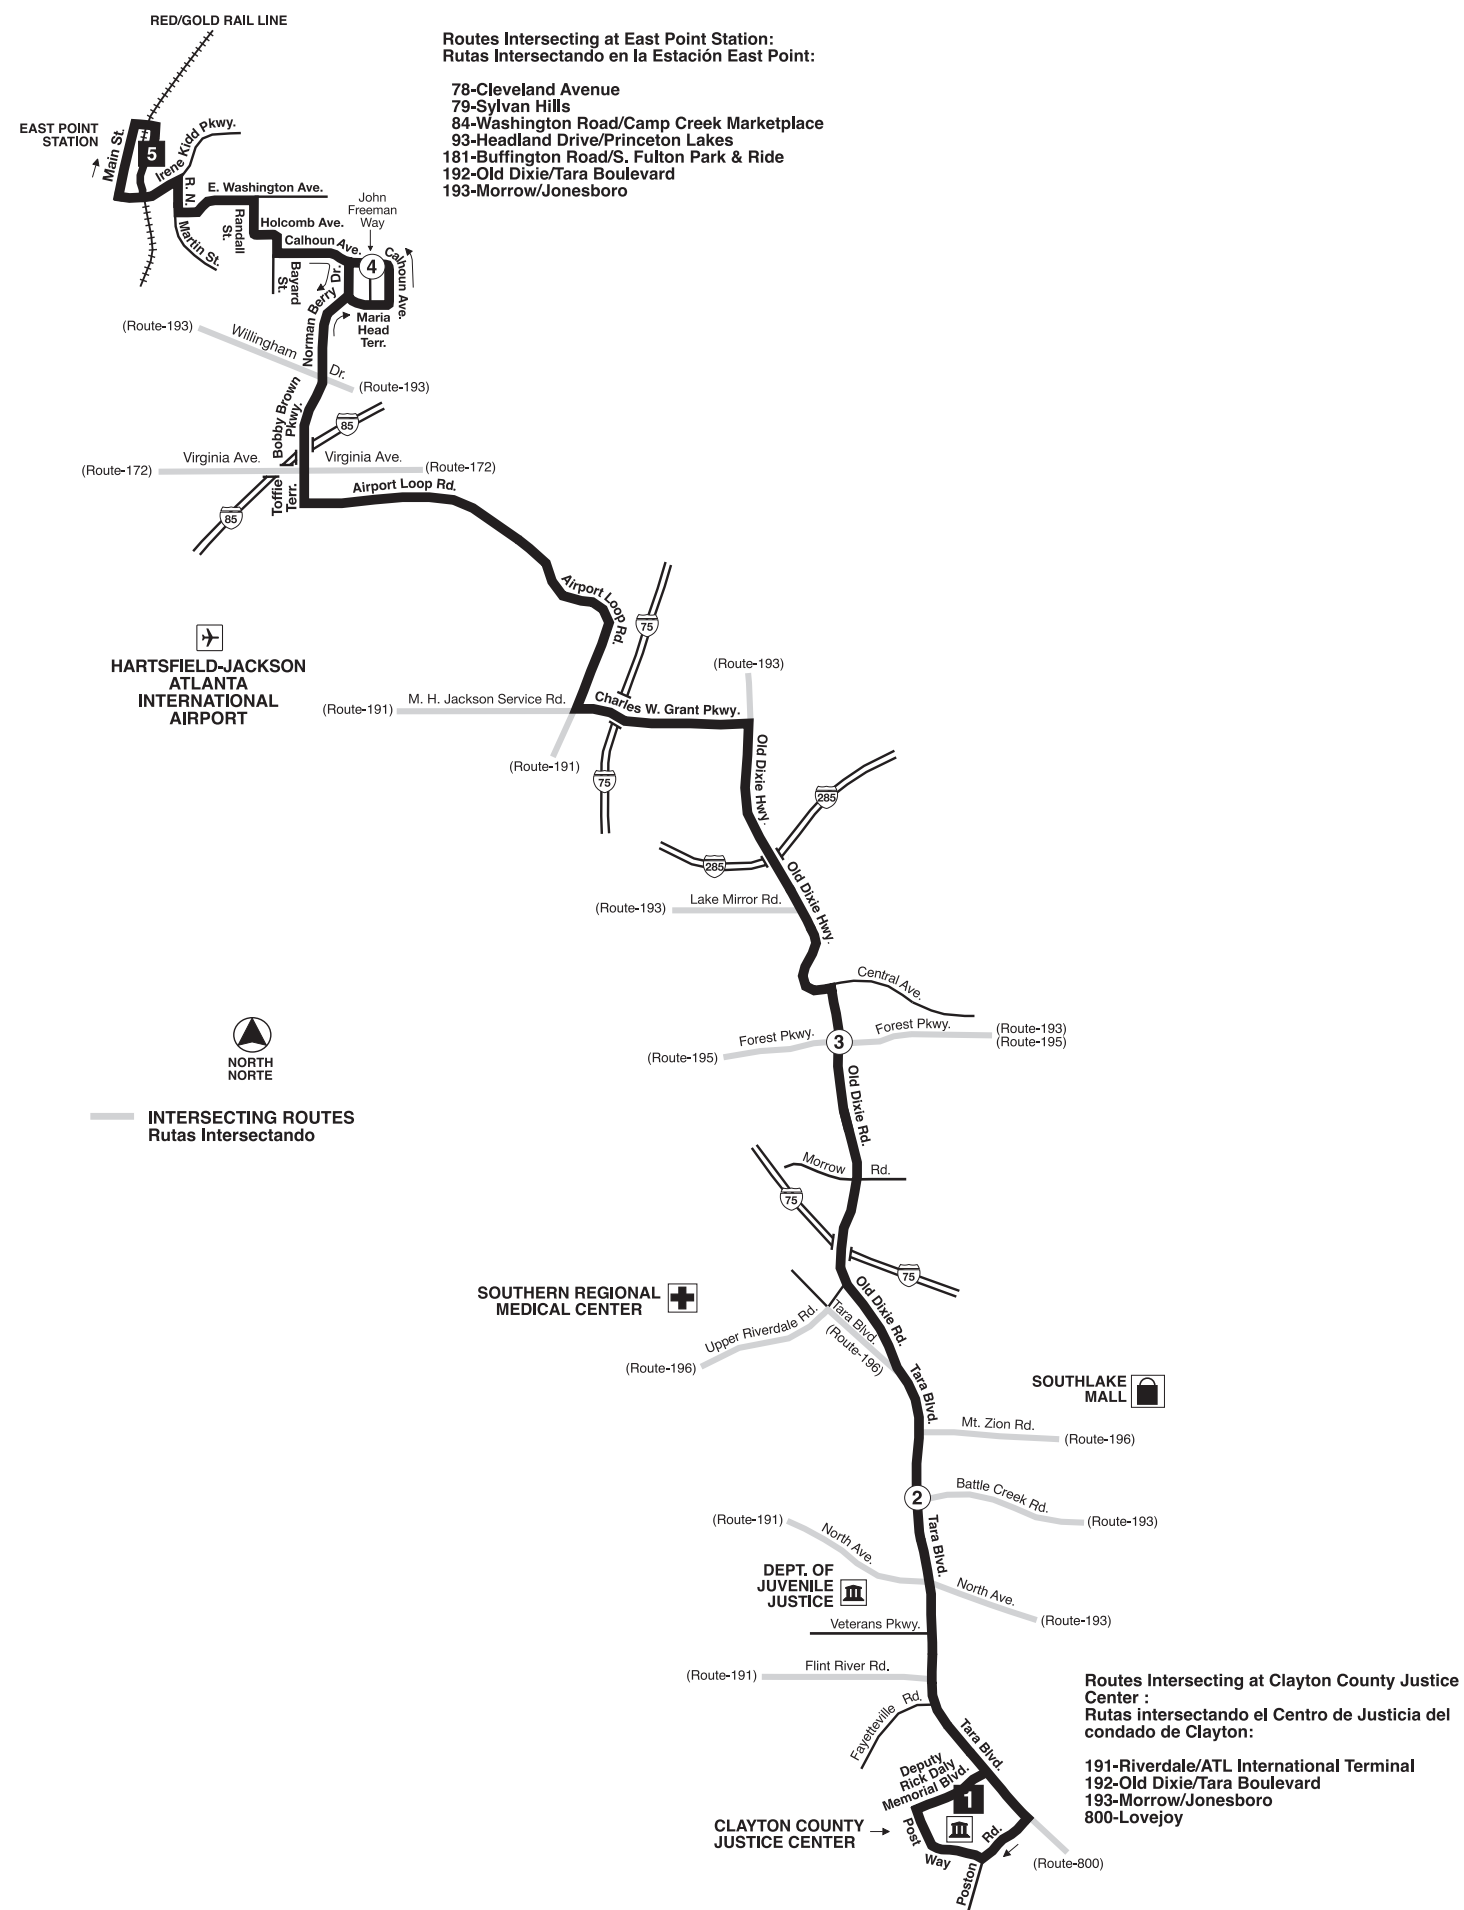 RED/GOLD RAIL LINE
Routes Intersecting at East Point Station:
Rutas Intersectando en la Estación East Point:
78-Cleveland Avenue
79-Sylvan Hills
84-Washington Road/Camp Creek Marketplace
93-Headland Drive/Princeton Lakes
181-Buffington Road/S. Fulton Park & Ride
192-Old Dixie/Tara Boulevard
193-Morrow/Jonesboro
EAST POINT
STATION
Main St.
5
Irene Kidd Pkwy.
R. N.
Martin St.
E. Washington Ave.
Randall
St.
Holcomb Ave.
John
Freeman
Way
Calhoun Ave.
Bayard
St.
4
Calhoun Ave.
Norman Berry
Dr.
Maria
Head
Terr.
(Route-193)
Willingham
Dr.
(Route-193)
Bobby Brown
Pkwy.
85
Virginia Ave.
Virginia Ave.
(Route-172)
(Route-172)
Toffie
Terr.
Airport Loop Rd.
85
Airport Loop
Rd.
75
HARTSFIELD-JACKSON
ATLANTA
INTERNATIONAL
AIRPORT
(Route-193)
M. H. Jackson Service Rd.
(Route-191)
Charles W. Grant Pkwy.
(Route-191)
75
Old Dixie Hwy.
285
285
Old Dixie Hwy.
Lake Mirror Rd.
(Route-193)
Central Ave.
Forest Pkwy.
Forest Pkwy.
(Route-193)
(Route-195)
(Route-195)
3
NORTH
NORTE
Old Dixie Rd.
INTERSECTING ROUTES
Rutas Intersectando
Morrow
Rd.
75
75
SOUTHERN REGIONAL
MEDICAL CENTER
Old Dixie Rd.
Upper Riverdale Rd.
Tara Blvd.
(Route-196)
(Route-196)
Tara Blvd.
SOUTHLAKE
MALL
Mt. Zion Rd.
(Route-196)
2
Battle Creek Rd.
(Route-193)
(Route-191)
North Ave.
Tara Blvd.
DEPT. OF
JUVENILE
JUSTICE
North Ave.
(Route-193)
Veterans Pkwy.
Flint River Rd.
(Route-191)
Fayetteville
Rd.
Tara Blvd.
Routes Intersecting at Clayton County Justice
Center :
Rutas intersectando el Centro de Justicia del
condado de Clayton:
191-Riverdale/ATL International Terminal
192-Old Dixie/Tara Boulevard
193-Morrow/Jonesboro
800-Lovejoy
Deputy
Rick Daly
Memorial Blvd.
1
CLAYTON COUNTY
JUSTICE CENTER
Post
Way
Rd.
Poston
(Route-800)